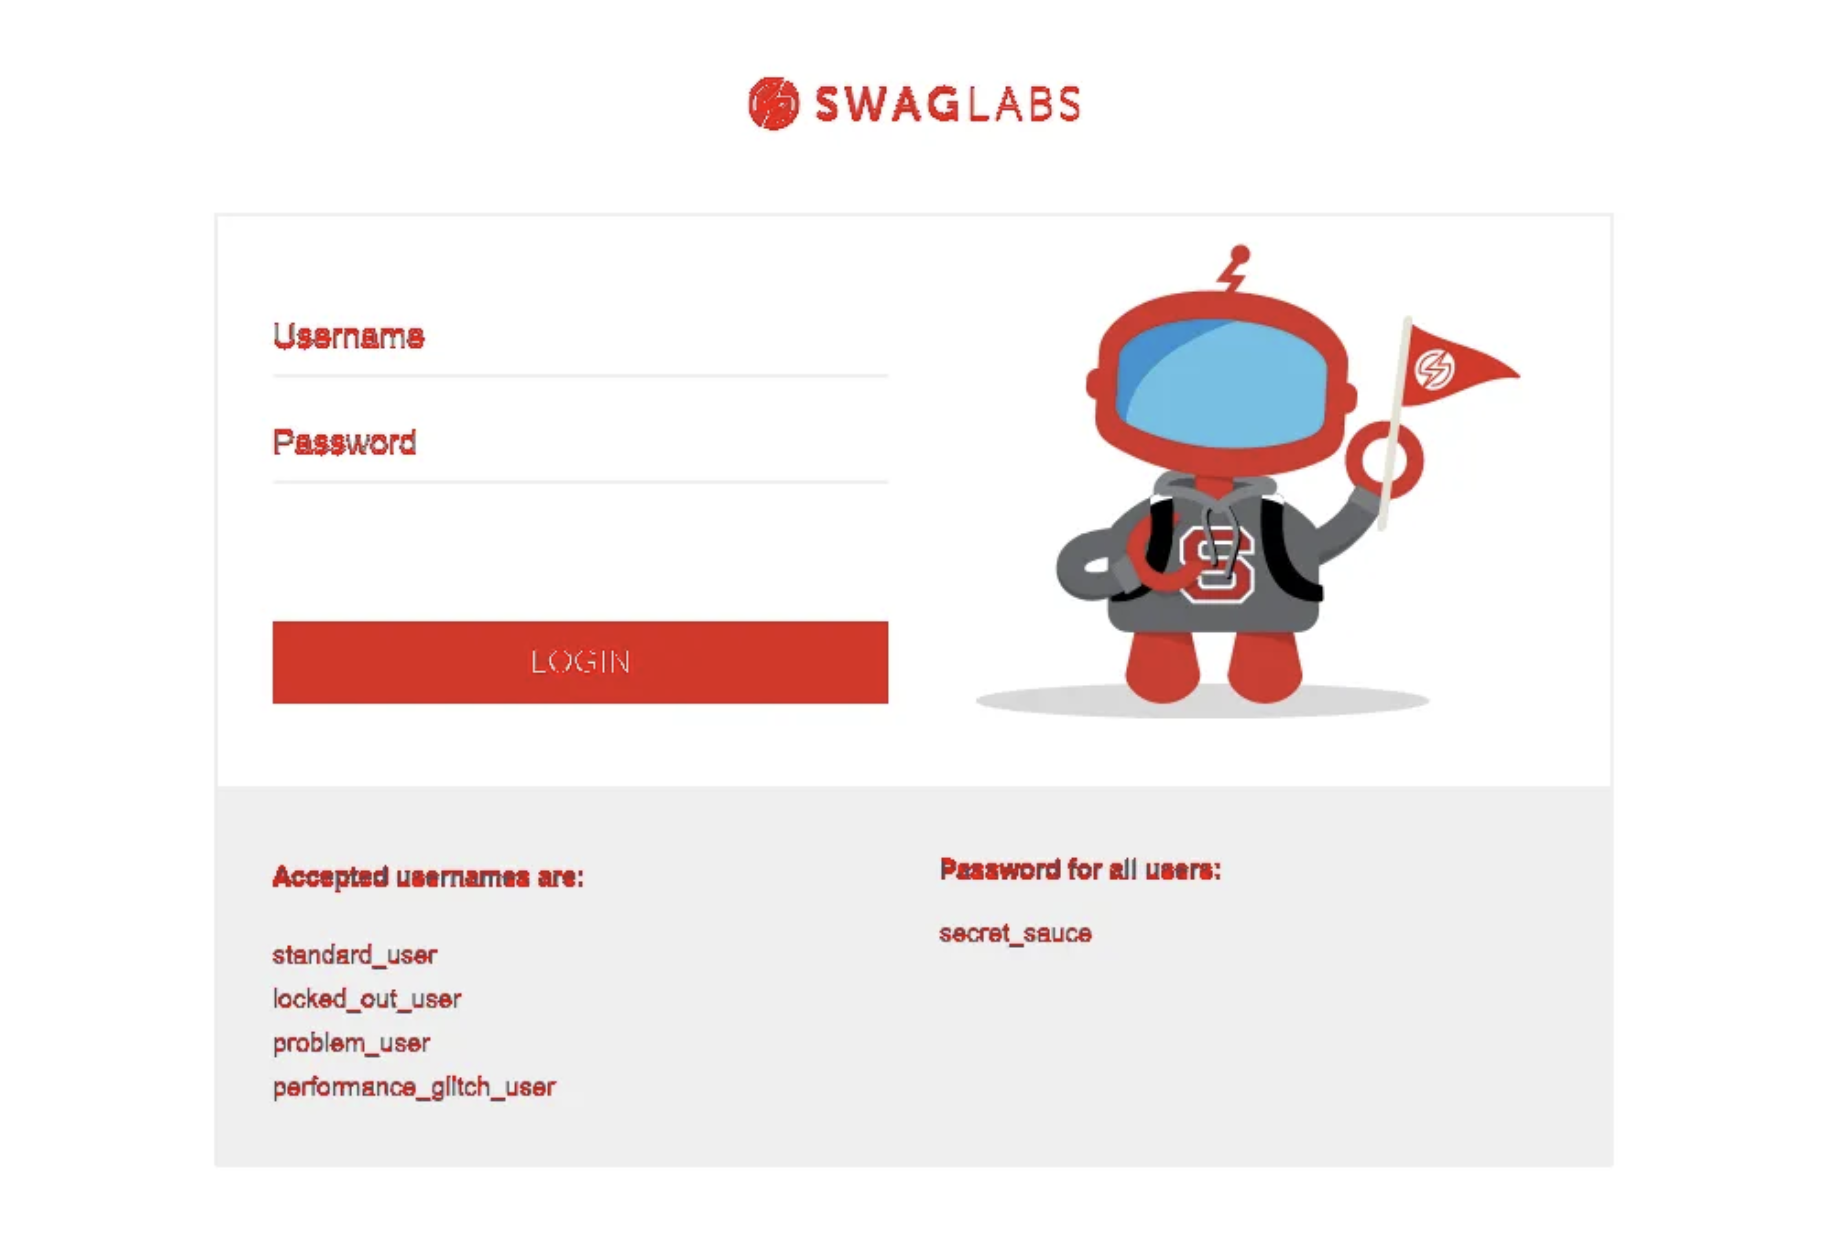 SWAGLABS
Username
Password
LOGIN
S
Accepted usernames are:
standard_user
locked_out_user
problem_user
performance_glitch_user
Password for all users:
secret_sauce